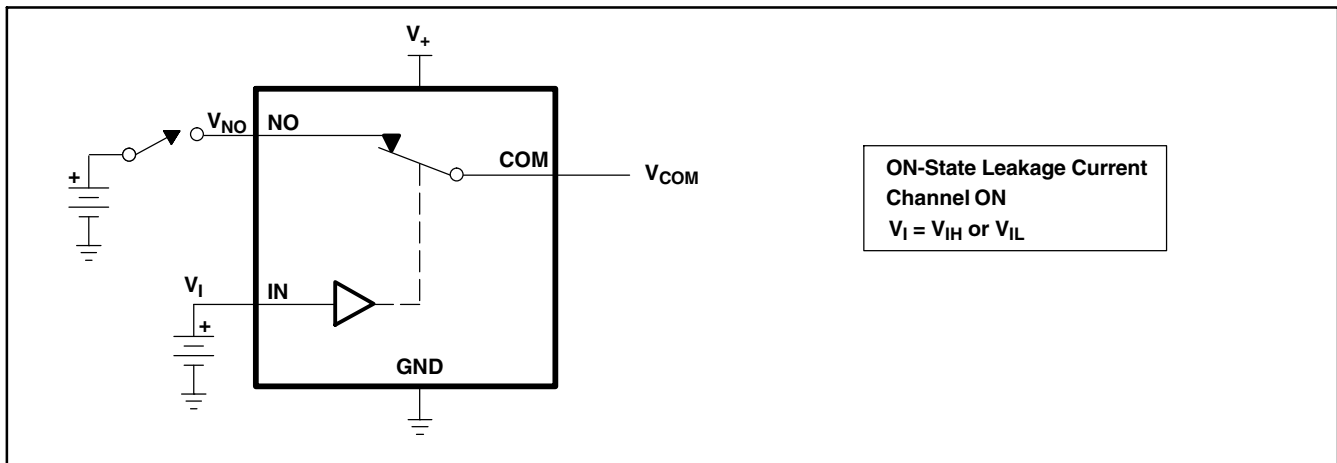 V+
VNO NO
COM
VCOM
+
VI IN
+
GND
ON-State Leakage Current
Channel ON
VI = VIH or VIL